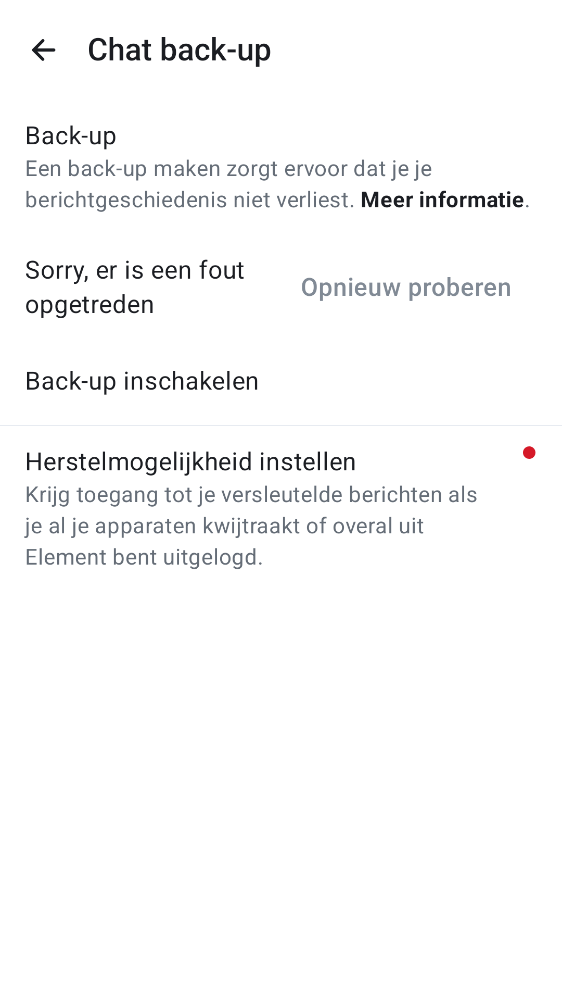 Chat back-up
Back-up
Een back-up maken zorgt ervoor dat je je
berichtgeschiedenis niet verliest. Meer informatie.
Sorry, er is een fout
opgetreden
Opnieuw proberen
Back-up inschakelen
Herstelmogelijkheid instellen
Krijg toegang tot je versleutelde berichten als
je al je apparaten kwijtraakt of overal uit
Element bent uitgelogd.